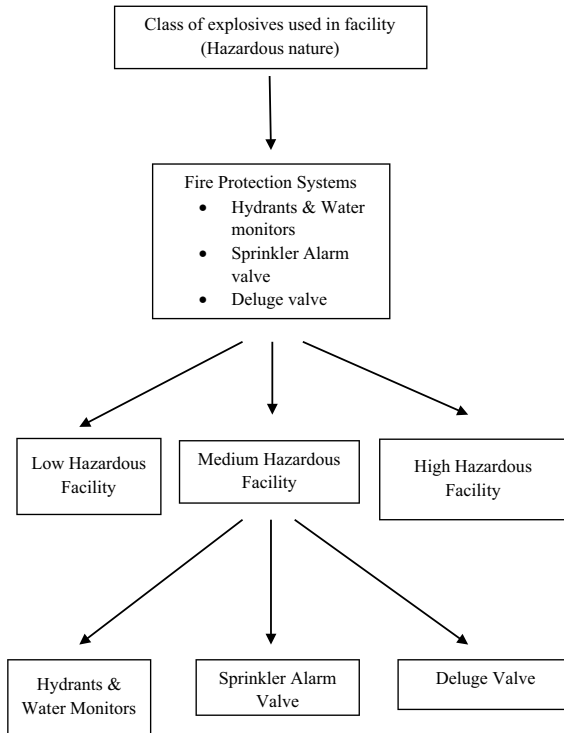 Class of explosives used in facility
(Hazardous nature)
Fire Protection Systems
• Hydrants & Water
monitors
• Sprinkler Alarm
valve
• Deluge valve
Low Hazardous
Facility
Medium Hazardous
Facility
High Hazardous
Facility
Hydrants &
Water Monitors
Sprinkler Alarm
Valve
Deluge Valve